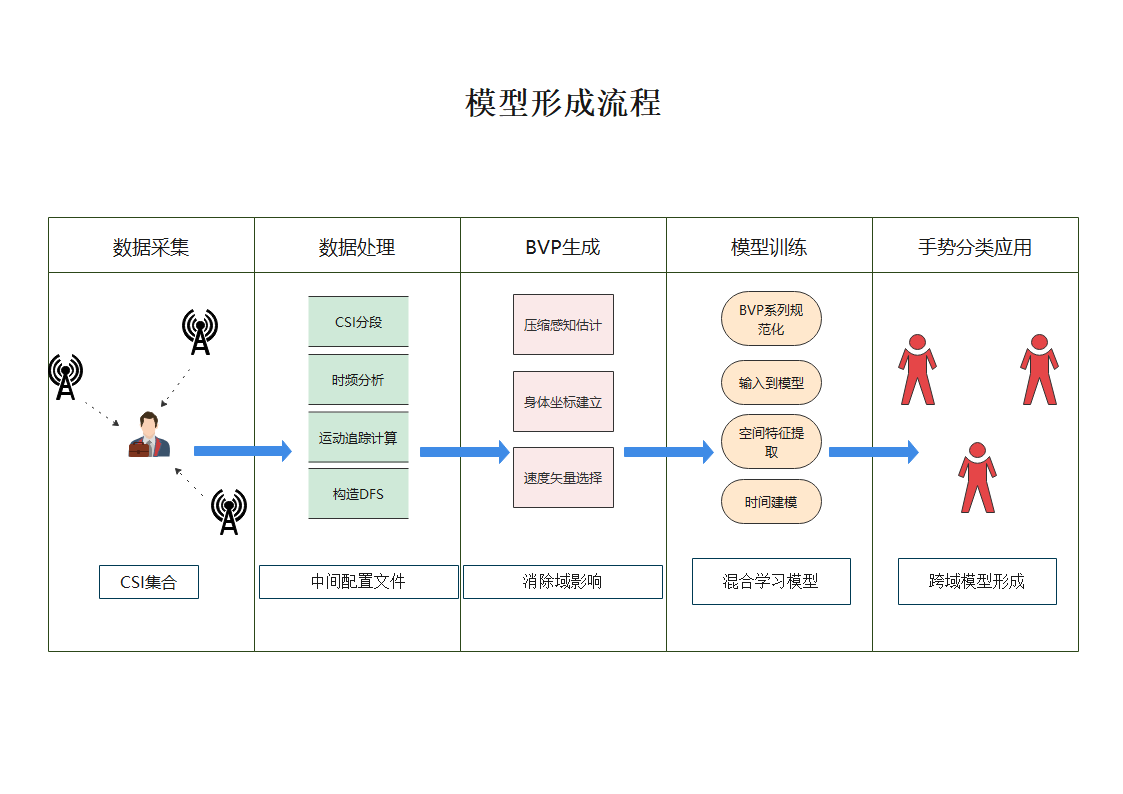 模型形成流程
数据采集
数据处理
BVP生成
模型训练
手势分类应用
CSI分段
时频分析
运动追踪计算
构造DFS
压缩感知估计
身体坐标建立
速度矢量选择
BVP系列规
范化
输入到模型
空间特征提
取
时间建模
CSI集合
中间配置文件
消除域影响
混合学习模型
跨域模型形成